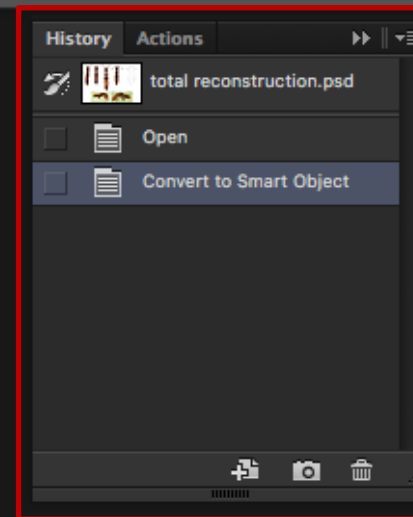 History Actions
total reconstruction.psd
Open
Convert to Smart Object